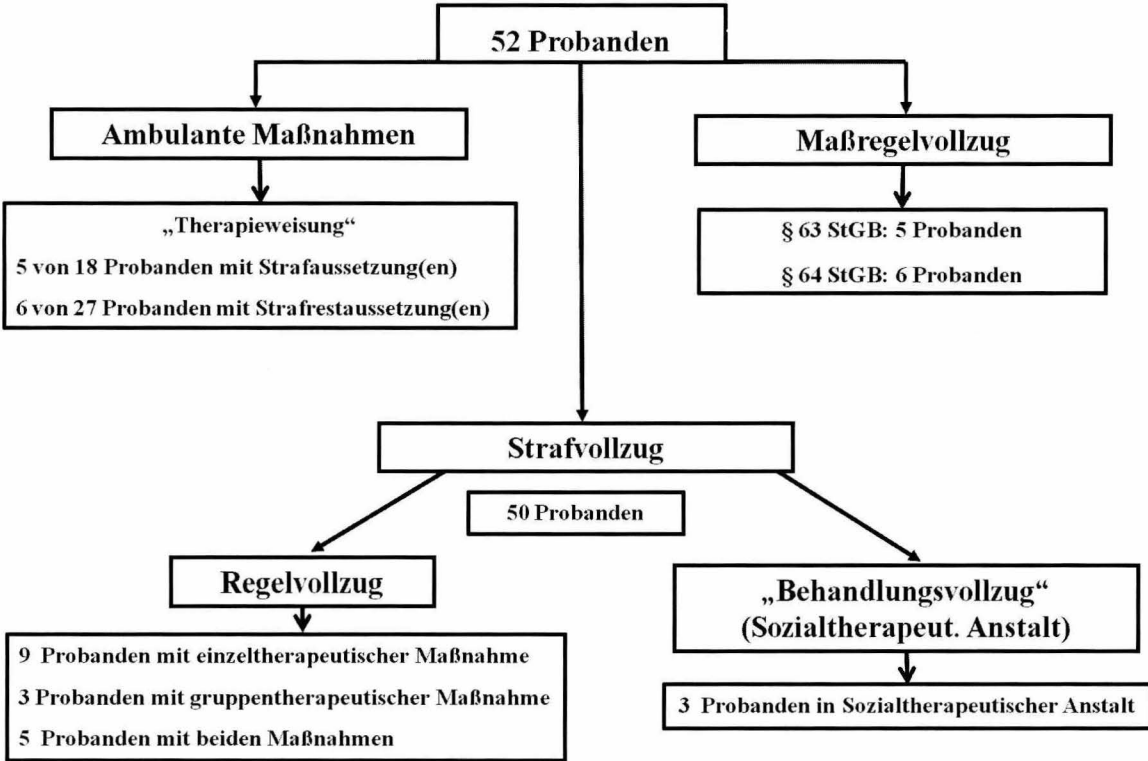 52 Probanden
Ambulante Maßnahmen
„Therapieweisung“
5 von 18 Probanden mit Strafaussetzung(en)
6 von 27 Probanden mit Strafrestaussetzung(en)
Maßregelvollzug
§ 63 StGB: 5 Probanden
§ 64 StGB: 6 Probanden
Strafvollzug
50 Probanden
Regelvollzug
9 Probanden mit einzeltherapeutischer Maßnahme
3 Probanden mit gruppentherapeutischer Maßnahme
5 Probanden mit beiden Maßnahmen
„Behandlungsvollzug“
(Sozialtherapeut. Anstalt)
3 Probanden in Sozialtherapeutischer Anstalt